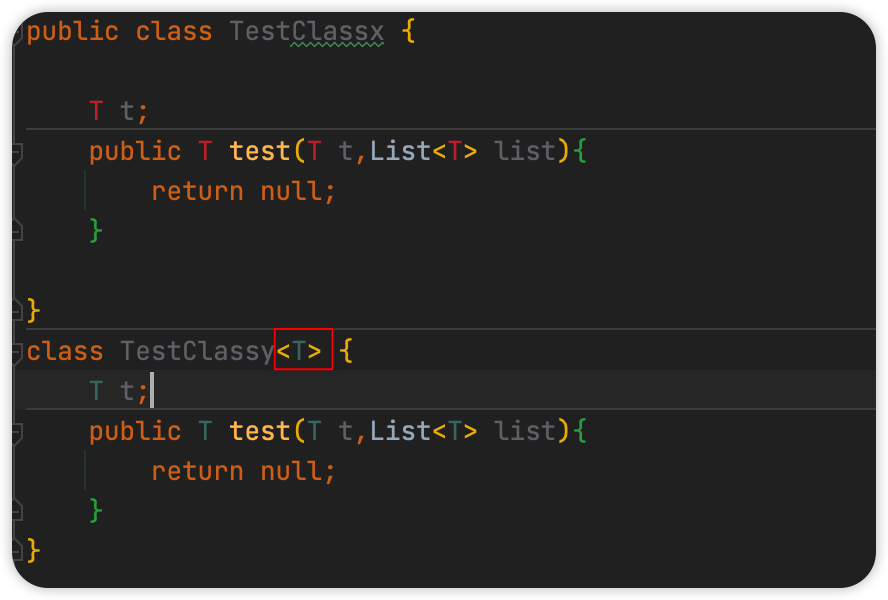 public class TestClassx {
T t;
public T test(T t,List<T> list){
return null;
}
}
class TestClassy<T> {
T t;
public T test(T t,List<T> list){
return null;
}
}